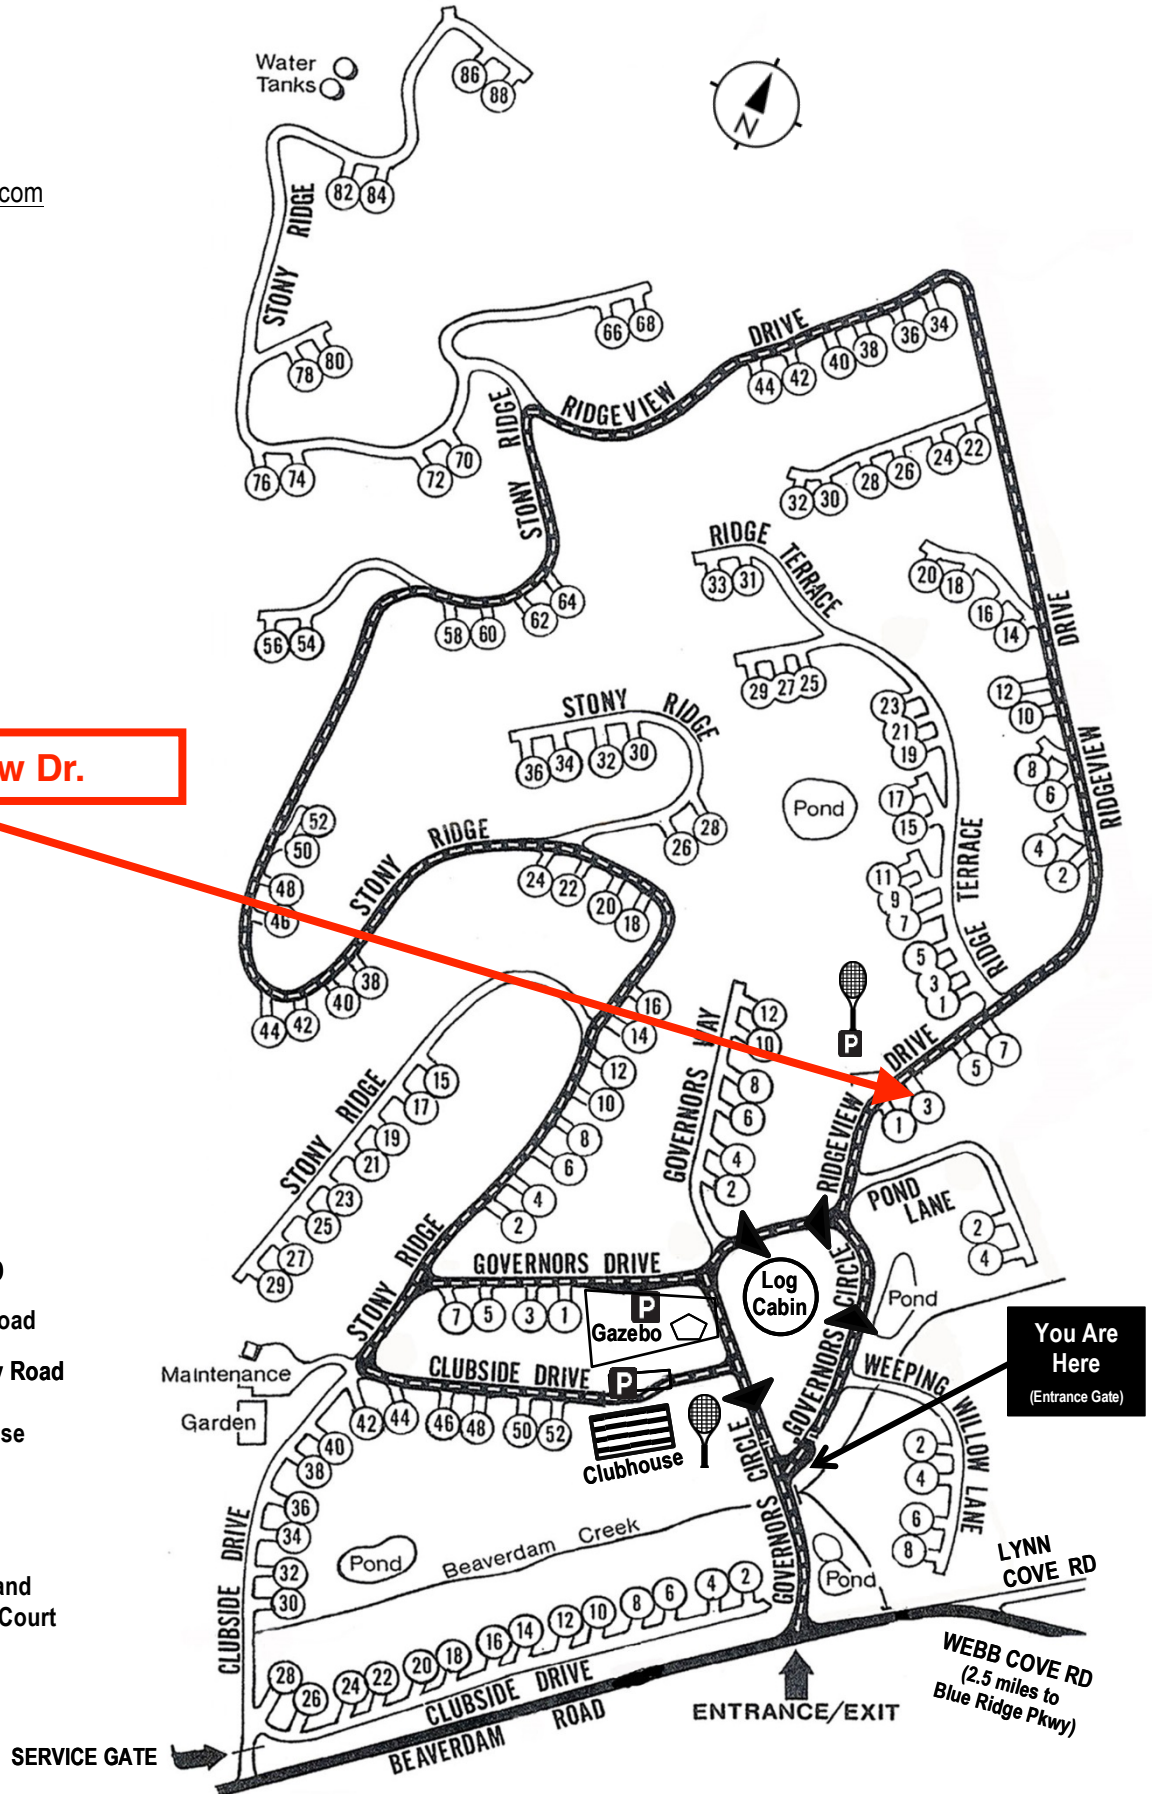 Water
Tanks
86
88
N
82
84
com
STONY RIDGE
78
80
66
68
RIDGEVIEW DRIVE
44
42
40
38
36
34
76
74
72
70
STONY RIDGE
32
30
28
26
24
22
RIDGE TERRACE
33
31
20
18
16
14
DRIVE
56
54
58
60
62
64
29
27
25
12
10
8
6
4
2
RIDGEVIEW
STONY RIDGE
36
34
32
30
28
26
23
21
19
17
15
11
9
7
5
3
1
RIDGE TERRACE
Pond
w Dr.
52
50
48
46
STONY RIDGE
24
22
20
18
44
42
40
38
16
14
12
10
8
6
4
2
GOVERNORS WAY
12
10
8
6
4
2
P
RIDGEVIEW DRIVE
7
5
3
1
STONY RIDGE
15
17
19
21
23
25
27
29
POND
LANE
2
4
STONY RIDGE
GOVERNORS DRIVE
7
5
3
1
P
Gazebo
Log
Cabin
GOVERNORS CIRCLE
Pond
You Are
Here
(Entrance Gate)
oad
y Road
se
and
Court
Maintenance
Garden
CLUBSIDE DRIVE
P
42
44
46
48
50
52
Clubhouse
WEEPING WILLOW LANE
2
4
6
8
40
38
36
34
32
30
CLUBSIDE DRIVE
Pond
Beaverdam Creek
GOVERNORS CIRCLE
Pond
LYNN
COVE RD
28
26
24
22
20
18
16
14
12
10
8
6
4
2
CLUBSIDE DRIVE
BEAVERDAM ROAD
ENTRANCE/EXIT
WEBB COVE RD
(2.5 miles to
Blue Ridge Pkwy)
SERVICE GATE